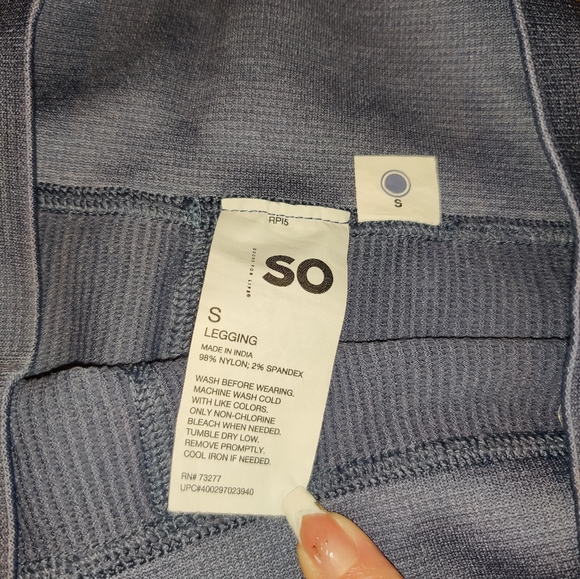 RPI5
SO
S
LEGGING
MADE IN INDIA
98% NYLON; 2% SPANDEX
WASH BEFORE WEARING.
MACHINE WASH COLD
WITH LIKE COLORS.
ONLY NON-CHLORINE
BLEACH WHEN NEEDED.
TUMBLE DRY LOW.
REMOVE PROMPTLY.
COOL IRON IF NEEDED.
RN# 73277
UPC#400297023940
S